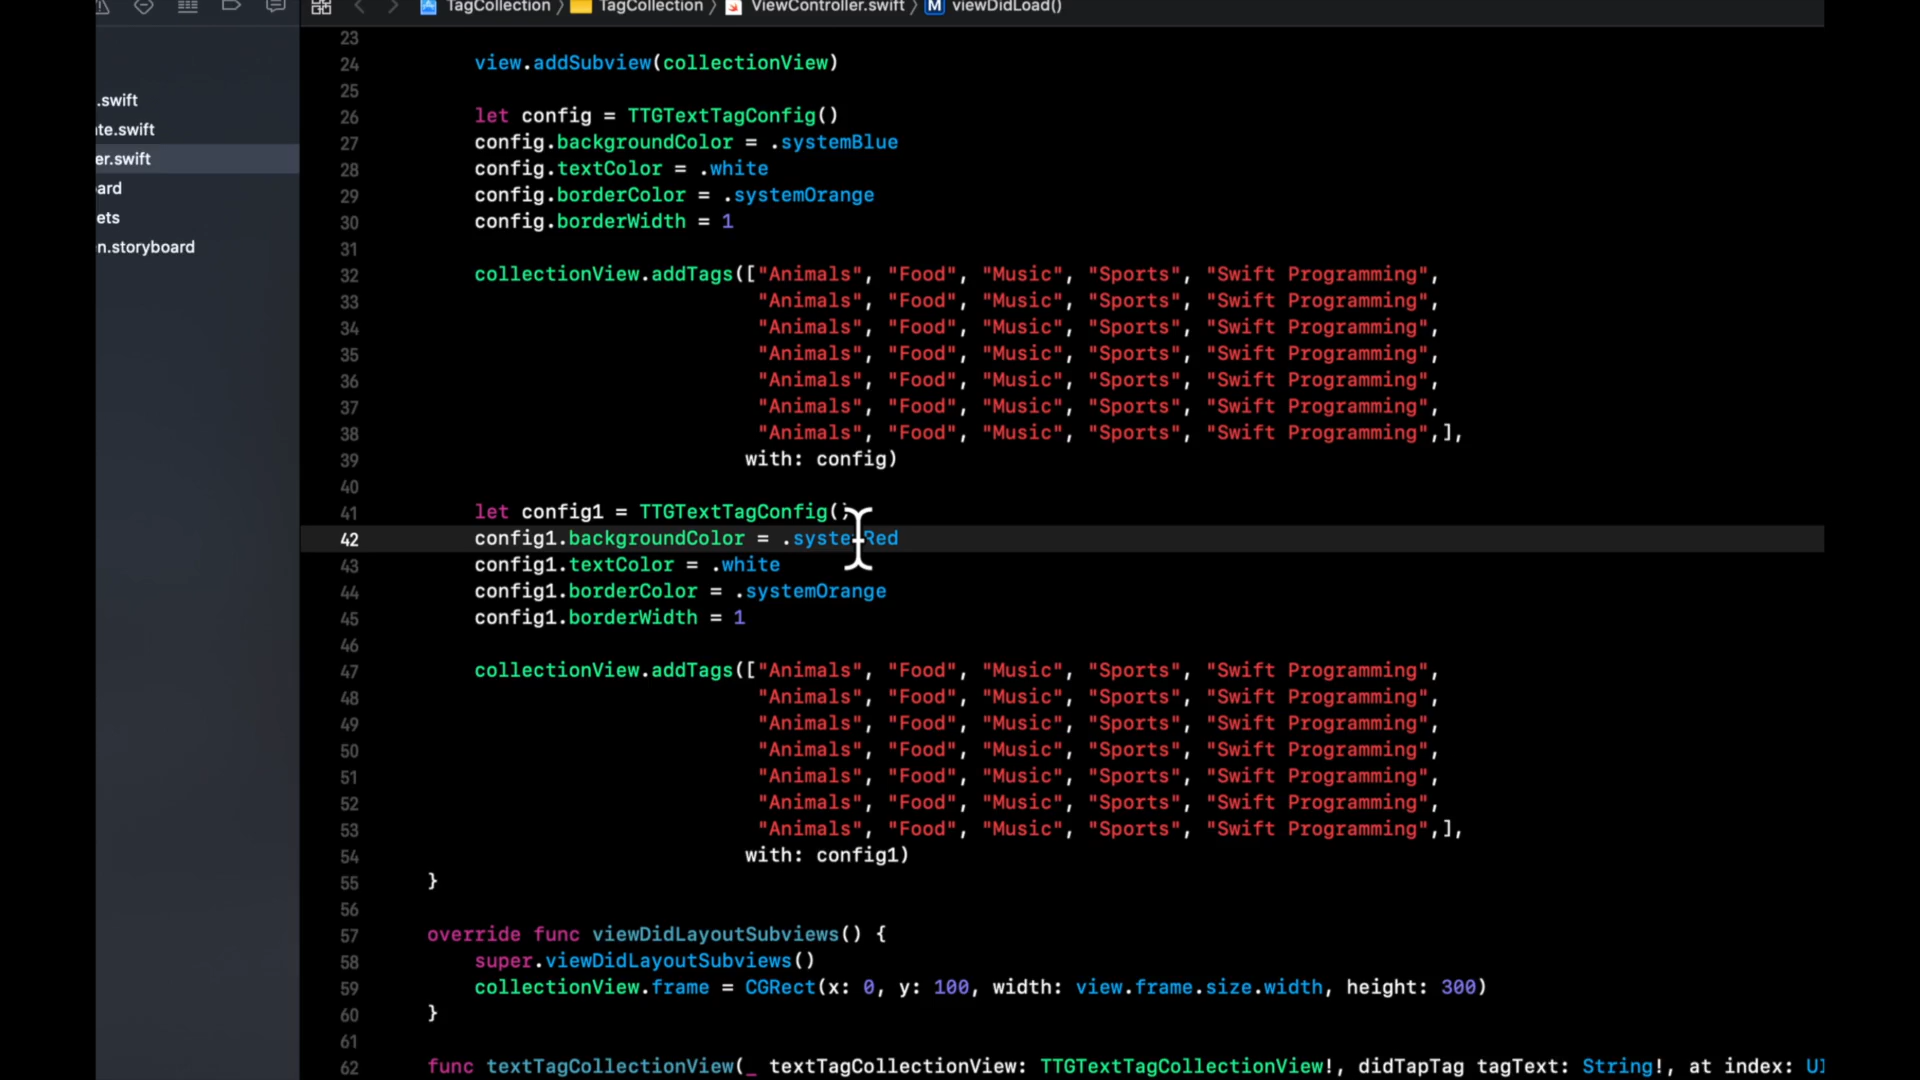 TagCollection 〉 TagCollection 〉 ViewController.swift 〉 M viewDidLoad()
.swift
te.swift
er.swift
ard
ets
n.storyboard
23
24 view.addSubview(collectionView)
25
26 let config = TTGTextTagConfig()
27 config.backgroundColor = .systemBlue
28 config.textColor = .white
29 config.borderColor = .systemOrange
30 config.borderWidth = 1
31
32 collectionView.addTags(["Animals", "Food", "Music", "Sports", "Swift Programming",
33 "Animals", "Food", "Music", "Sports", "Swift Programming",
34 "Animals", "Food", "Music", "Sports", "Swift Programming",
35 "Animals", "Food", "Music", "Sports", "Swift Programming",
36 "Animals", "Food", "Music", "Sports", "Swift Programming",
37 "Animals", "Food", "Music", "Sports", "Swift Programming",
38 "Animals", "Food", "Music", "Sports", "Swift Programming",],
39 with: config)
40
41 let config1 = TTGTextTagConfig()
42 config1.backgroundColor = .systemRed
43 config1.textColor = .white
44 config1.borderColor = .systemOrange
45 config1.borderWidth = 1
46
47 collectionView.addTags(["Animals", "Food", "Music", "Sports", "Swift Programming",
48 "Animals", "Food", "Music", "Sports", "Swift Programming",
49 "Animals", "Food", "Music", "Sports", "Swift Programming",
50 "Animals", "Food", "Music", "Sports", "Swift Programming",
51 "Animals", "Food", "Music", "Sports", "Swift Programming",
52 "Animals", "Food", "Music", "Sports", "Swift Programming",
53 "Animals", "Food", "Music", "Sports", "Swift Programming",],
54 with: config1)
55 }
56
57 override func viewDidLayoutSubviews() {
58 super.viewDidLayoutSubviews()
59 collectionView.frame = CGRect(x: 0, y: 100, width: view.frame.size.width, height: 300)
60 }
61
62 func textTagCollectionView(_ textTagCollectionView: TTGTextTagCollectionView!, didTapTag tagText: String!, at index: UI